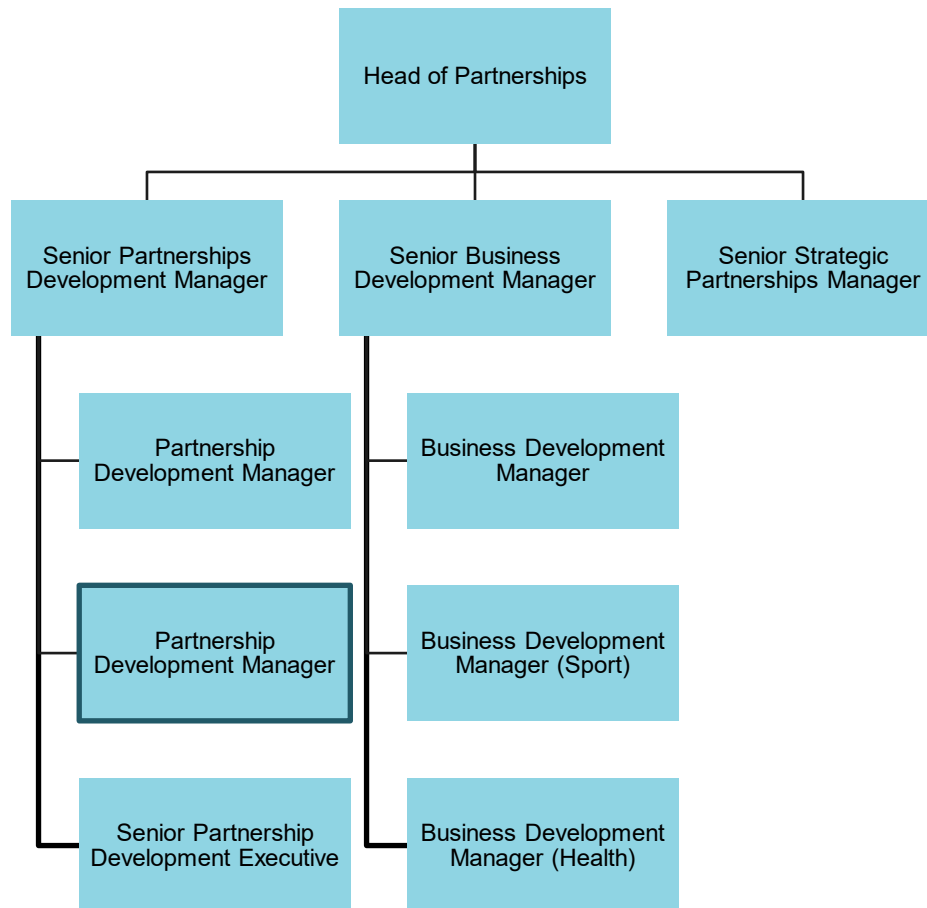 Head of Partnerships
Senior Partnerships
Development Manager
Senior Business
Development Manager
Senior Strategic
Partnerships Manager
Partnership
Development Manager
Business Development
Manager
Partnership
Development Manager
Business Development
Manager (Sport)
Senior Partnership
Development Executive
Business Development
Manager (Health)